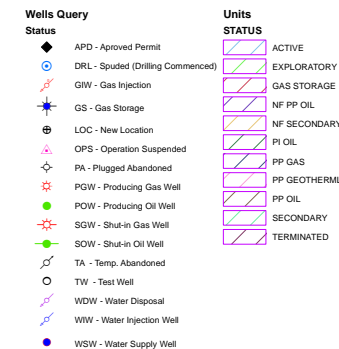 Wells Query
Status
APD - Aproved Permit
DRL - Spuded (Drilling Commenced)
GIW - Gas Injection
GS - Gas Storage
LOC - New Location
OPS - Operation Suspended
PA - Plugged Abandoned
PGW - Producing Gas Well
POW - Producing Oil Well
SGW - Shut-in Gas Well
SOW - Shut-in Oil Well
TA - Temp. Abandoned
TW - Test Well
WDW - Water Disposal
WIW - Water Injection Well
WSW - Water Supply Well
Units
STATUS
ACTIVE
EXPLORATORY
GAS STORAGE
NF PP OIL
NF SECONDARY
PI OIL
PP GAS
PP GEOTHERML
PP OIL
SECONDARY
TERMINATED